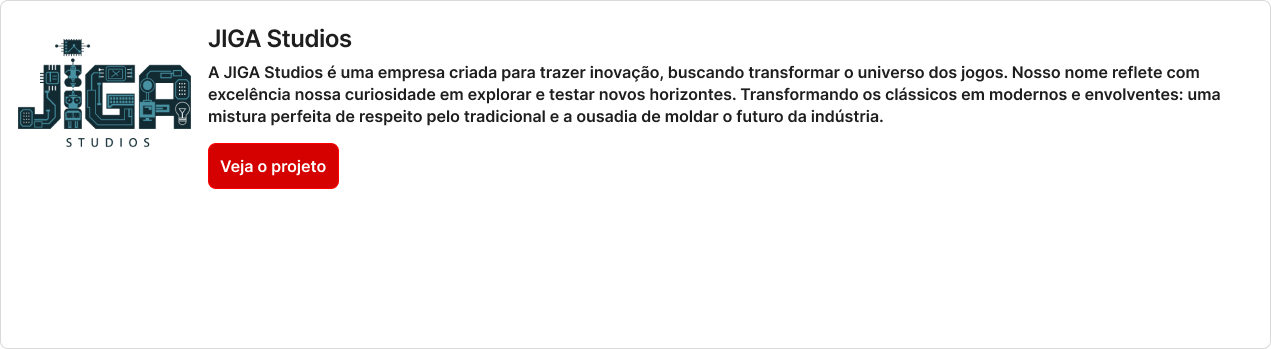 JIGA
STUDIOS
JIGA Studios
A JIGA Studios é uma empresa criada para trazer inovação, buscando transformar o universo dos jogos. Nosso nome reflete com
excelência nossa curiosidade em explorar e testar novos horizontes. Transformando os clássicos em modernos e envolventes: uma
mistura perfeita de respeito pelo tradicional e a ousadia de moldar o futuro da indústria.
Veja o projeto